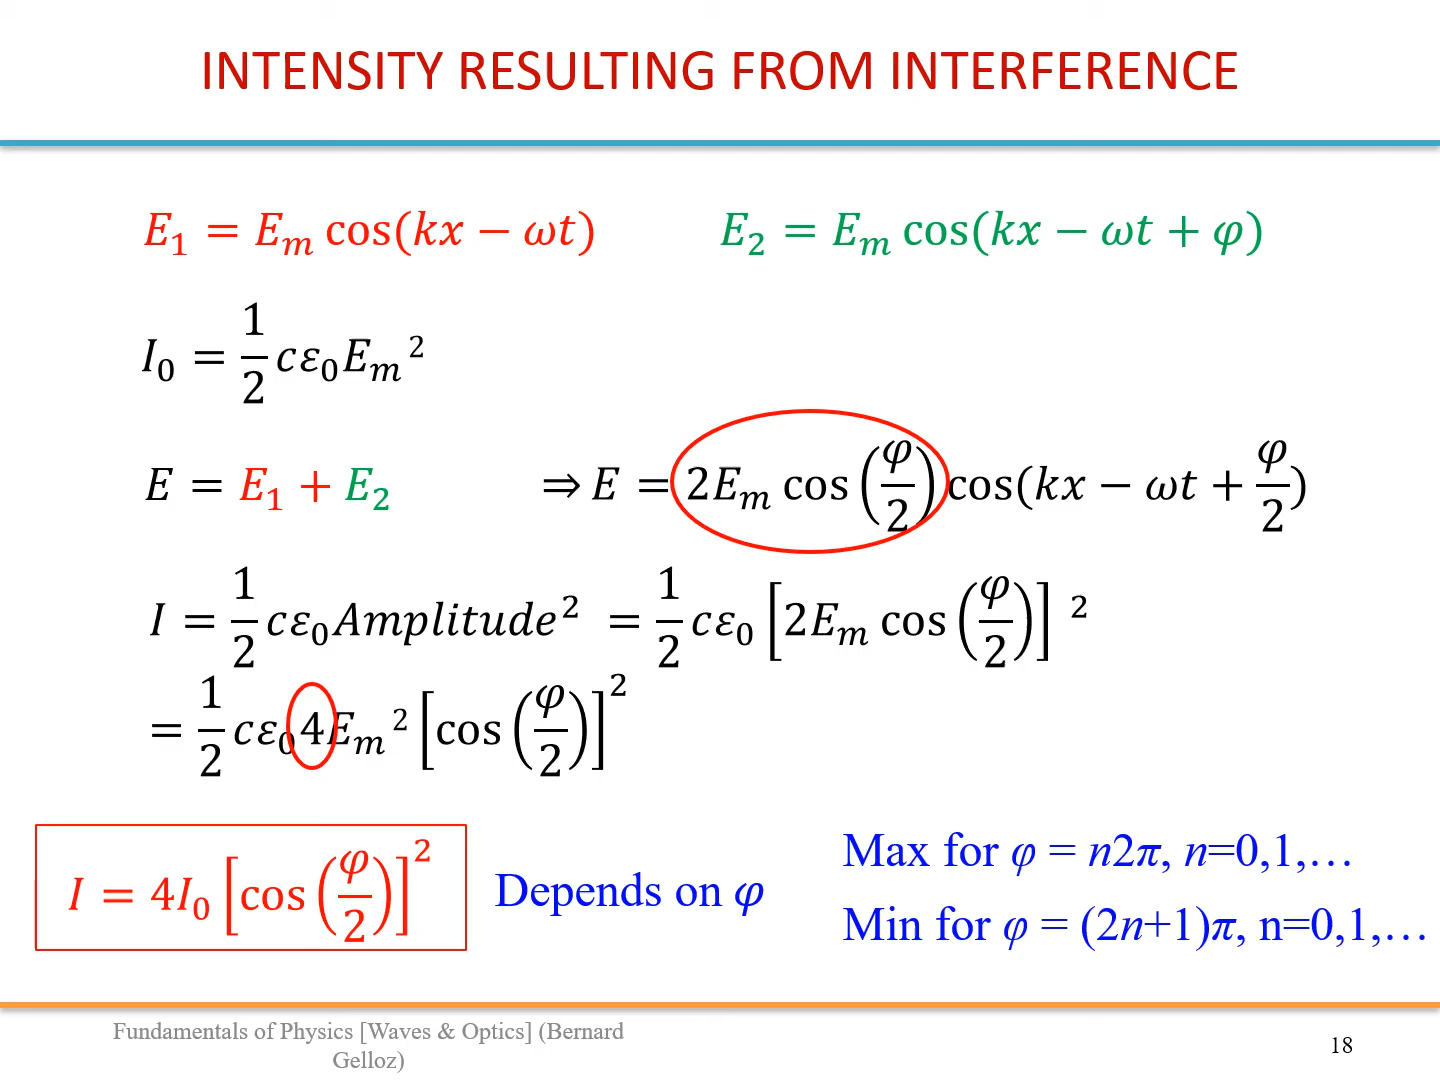 INTENSITY RESULTING FROM INTERFERENCE
E₁ = Eₘ cos(kx − ωt) E₂ = Eₘ cos(kx − ωt + φ)
I₀ = 1/2 cε₀Eₘ²
E = E₁ + E₂ ⇒ E = 2Eₘ cos(φ/2) cos(kx − ωt + φ/2)
I = 1/2 cε₀Amplitude² = 1/2 cε₀ [2Eₘ cos(φ/2)]²
= 1/2 cε₀4Eₘ² [cos(φ/2)]²
I = 4I₀ [cos(φ/2)]²
Depends on φ
Max for φ = n2π, n=0,1,…
Min for φ = (2n+1)π, n=0,1,…
Fundamentals of Physics [Waves & Optics] (Bernard
Gelloz)
18